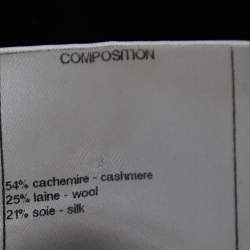 COMPOSITION
54% cachemire - cashmere
25% laine - wool
21% soie - silk